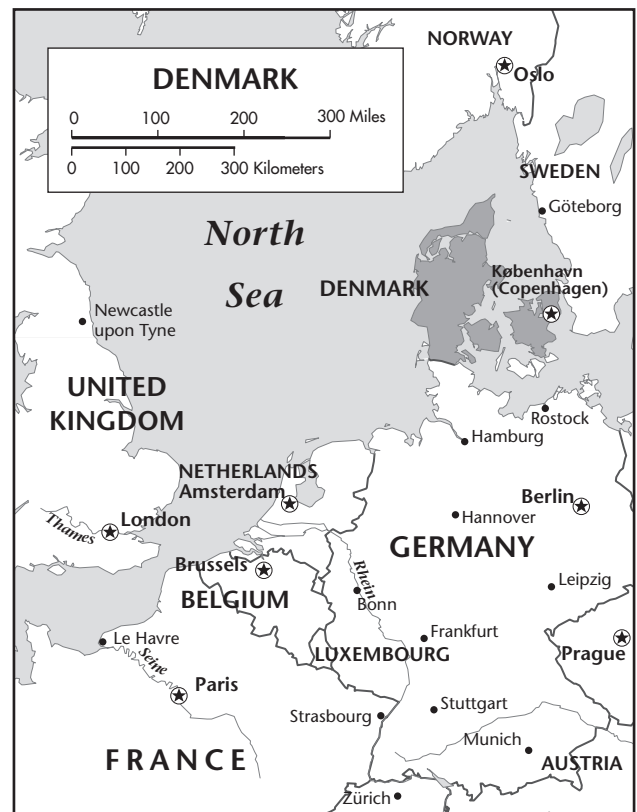 NORWAY
Oslo
DENMARK
0 100 200 300 Miles
0 100 200 300 Kilometers
SWEDEN
Göteborg
North
Sea
DENMARK
København
(Copenhagen)
Newcastle
upon Tyne
UNITED
KINGDOM
Rostock
Hamburg
NETHERLANDS
Amsterdam
Berlin
Thames
London
Hannover
GERMANY
Brussels
Rhein
Leipzig
BELGIUM
Bonn
Le Havre
Seine
Frankfurt
LUXEMBOURG
Prague
Paris
Strasbourg
Stuttgart
Munich
FRANCE
AUSTRIA
Zürich